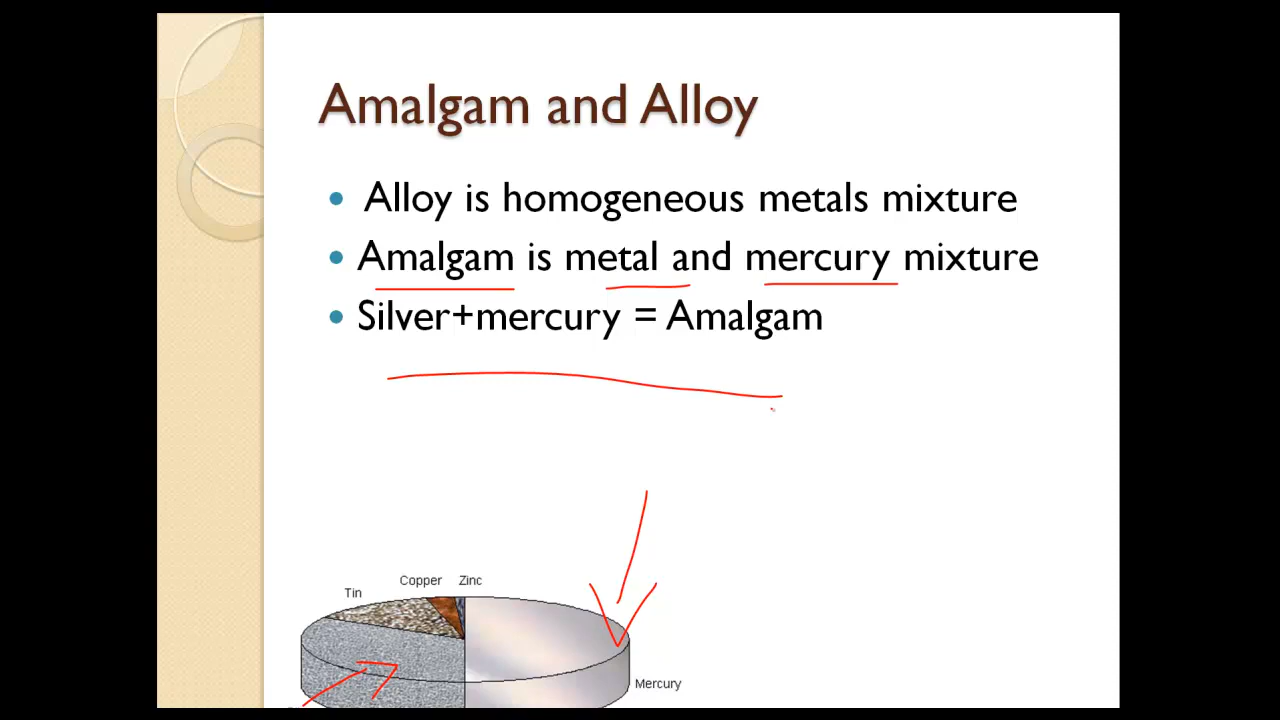 Amalgam and Alloy
Alloy is homogeneous metals mixture
Amalgam is metal and mercury mixture
Silver+mercury = Amalgam
Copper Zinc
Tin
Mercury